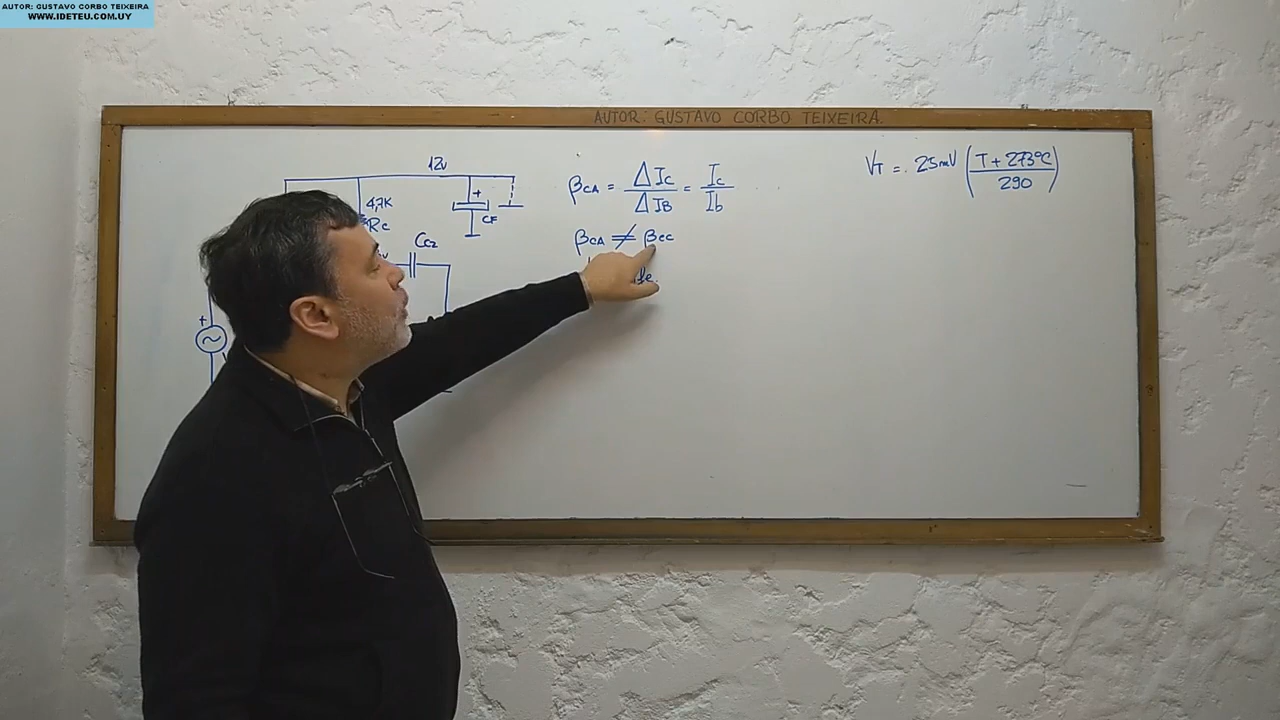 AUTOR: GUSTAVO CORBO TEIXEIRA
WWW.IDETEU.COM.UY
AUTOR: GUSTAVO CORBO TEIXEIRA
12v
4,7K
Rc
+
CF
Cc2
+
βCA = ΔIC / ΔIB = Ic / Ib
βCA ≠ βCC
VT = 25mV (T + 273°C / 290)